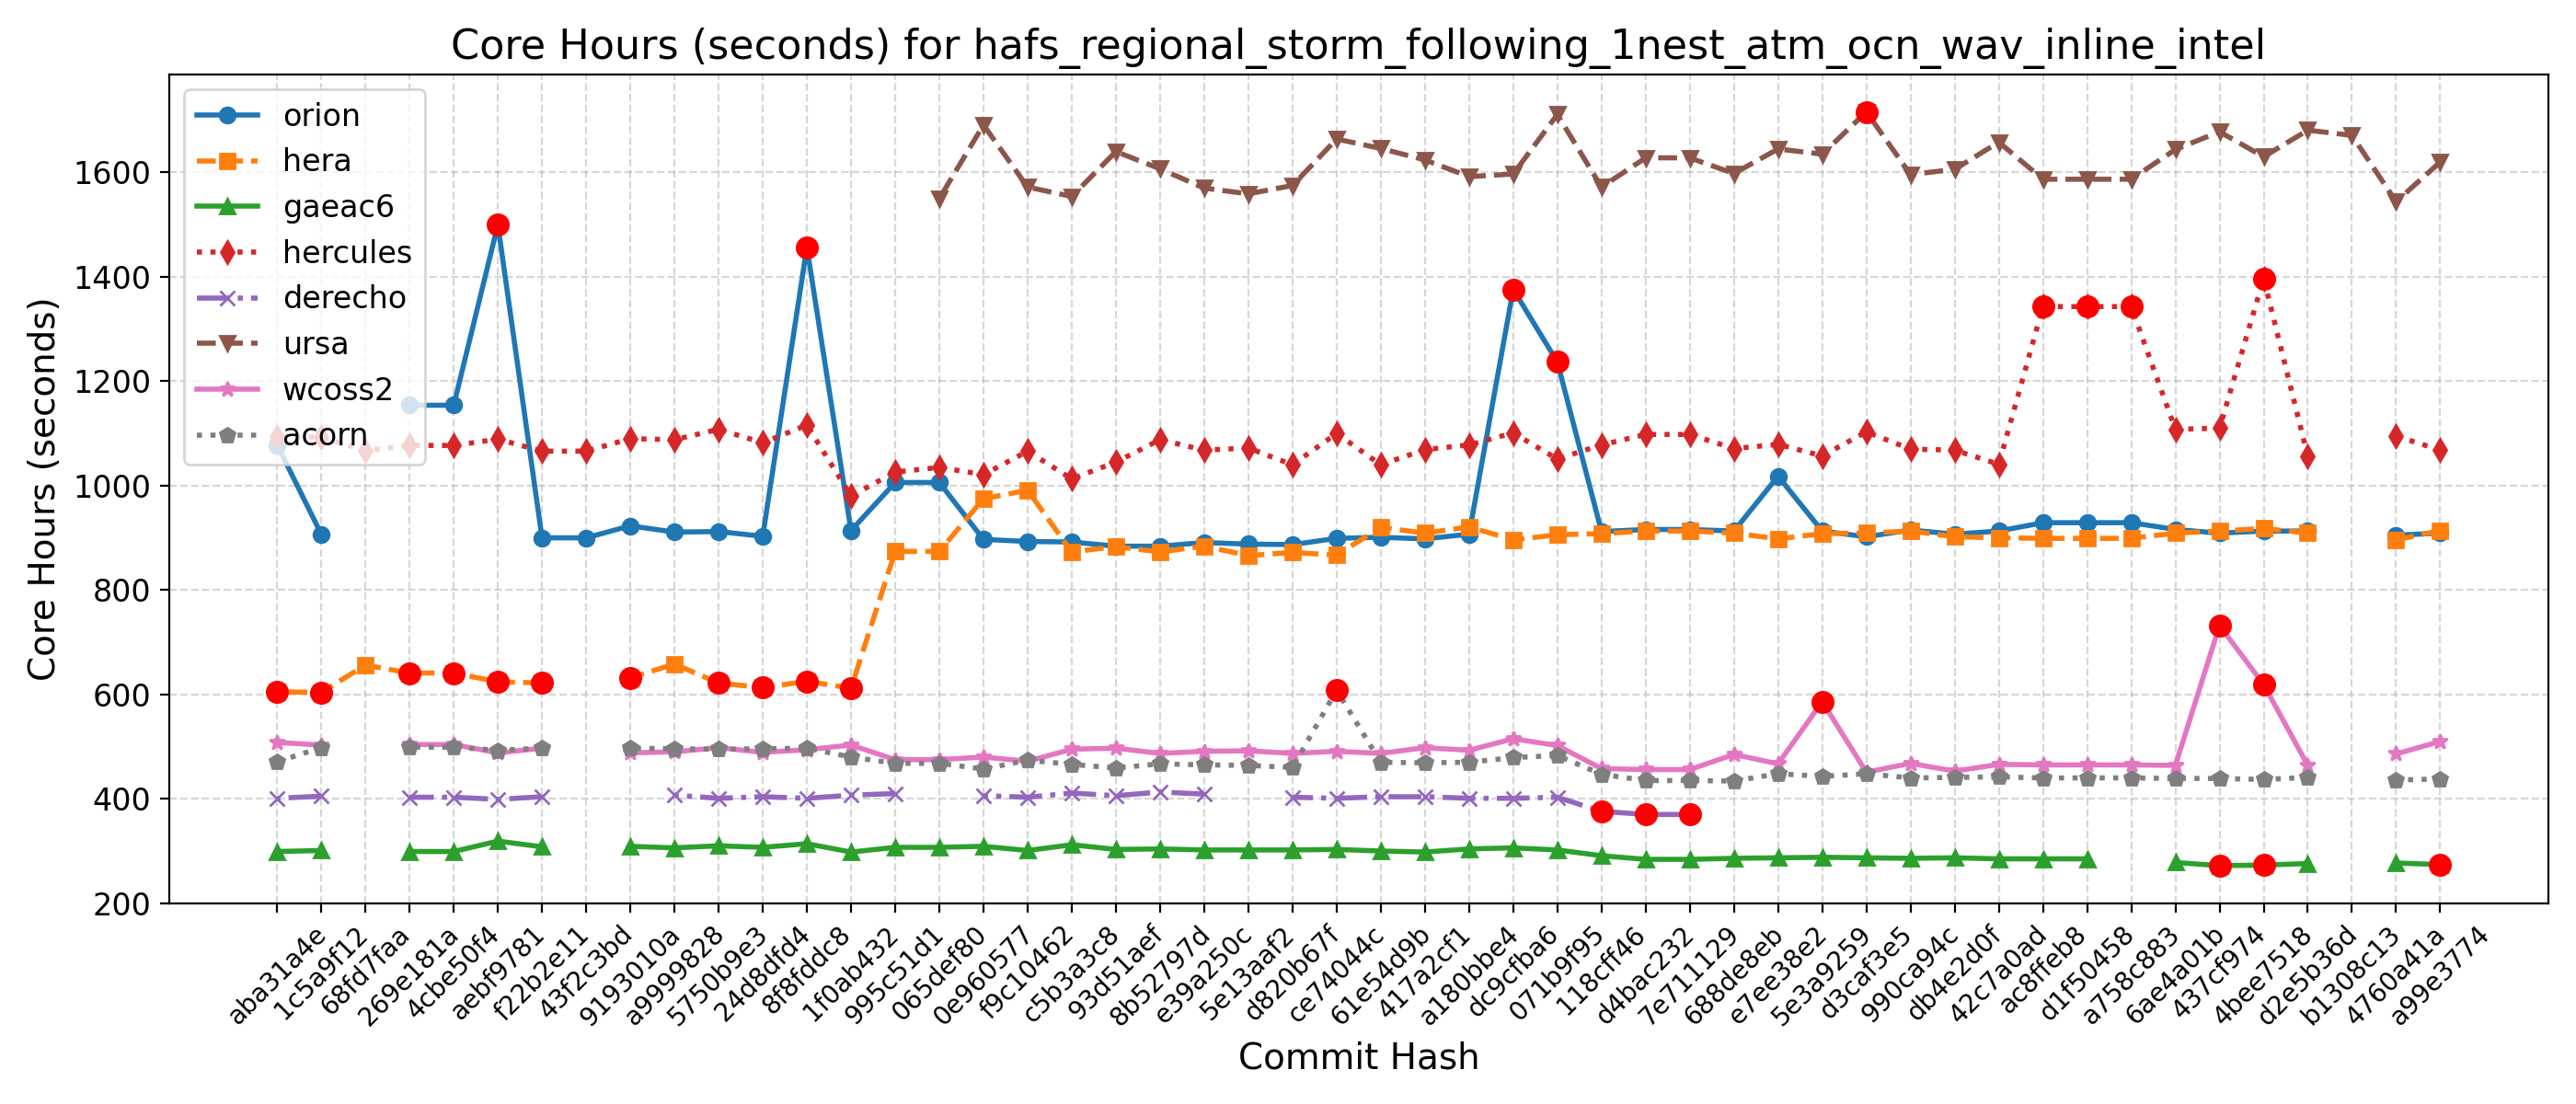 Core Hours (seconds) for hafs_regional_storm_following_1nest_atm_ocn_wav_inline_intel
Core Hours (seconds)
1600
1400
1200
1000
800
600
400
200
orion
hera
gaeac6
hercules
derecho
ursa
wcoss2
acorn
aba31a4e
1c5a9f12
68fd7faa
269e181a
4cbe50f4
aebf9781
f22b2e11
43f2c3bd
9193010a
a9999828
5750b9e3
24d8dfd4
8f8fddc8
1f0ab432
995c51d1
065def80
0e960577
f9c10462
c5b3a3c8
93d51aef
8b52797d
e39a250c
5e13aaf2
d820b67f
ce74044c
61e54d9b
417a2cf1
a180bbe4
dc9cfba6
071b9f95
118cff46
d4bac232
7e711129
688de8eb
e7ee38e2
5e3a9259
d3caf3e5
990ca94c
db4e2d0f
42c7a0ad
ac8ffeb8
d1f50458
a758c883
6ae4a01b
437cf974
4bee7518
d2e5b36d
b1308c13
4760a41a
a99e3774
Commit Hash